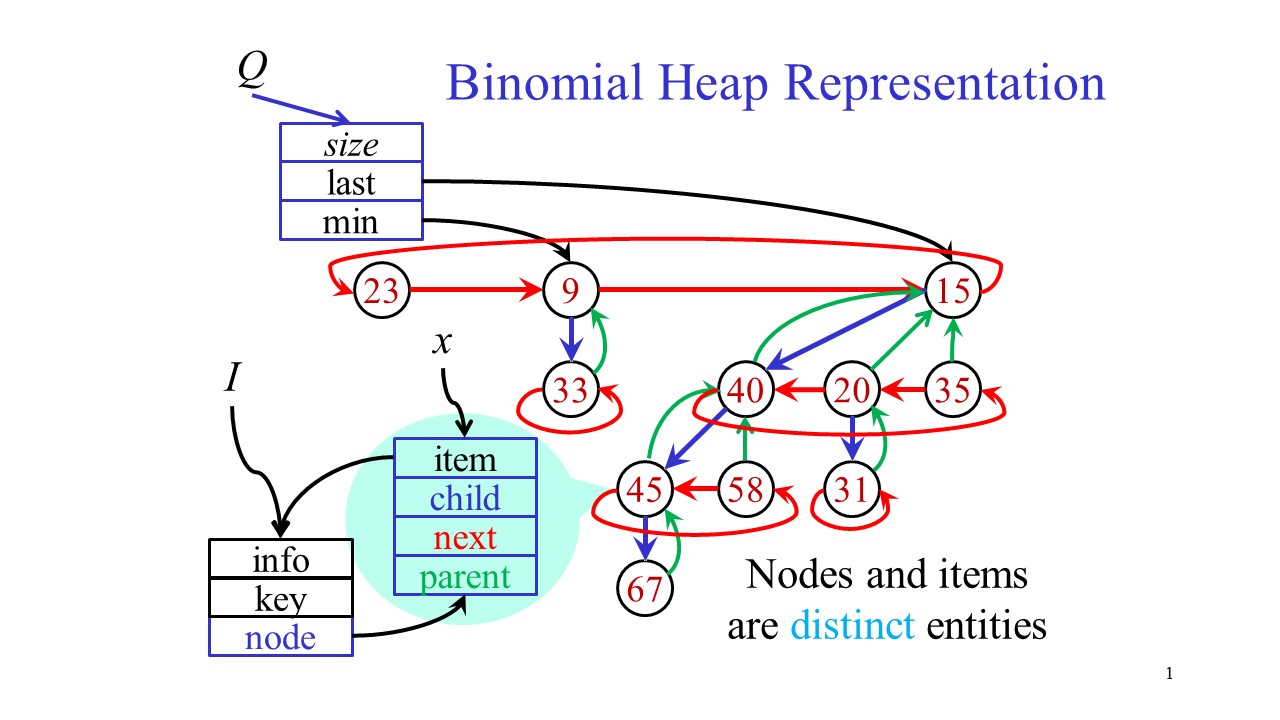 Q
Binomial Heap Representation
size
last
min
23
9
15
x
I
33
40
20
35
item
child
next
parent
45
58
31
info
key
node
67
Nodes and items
are distinct entities
1